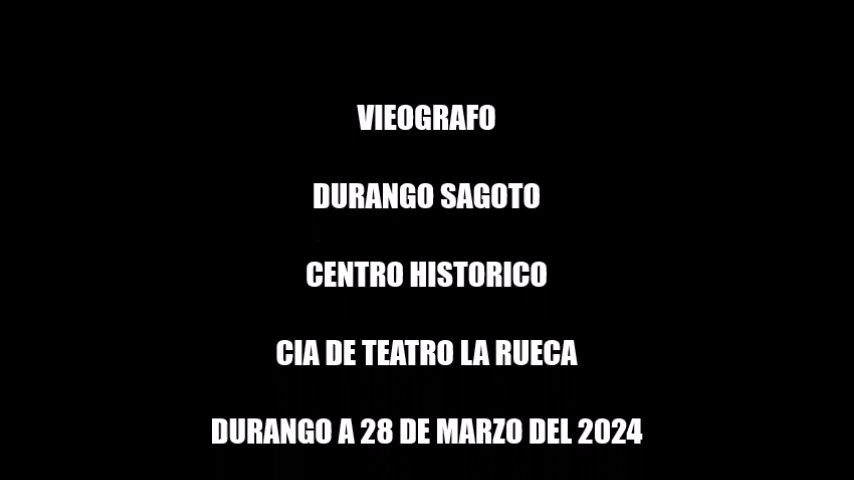 VIEOGRAFO
DURANGO SAGOTO
CENTRO HISTORICO
CIA DE TEATRO LA RUECA
DURANGO A 28 DE MARZO DEL 2024